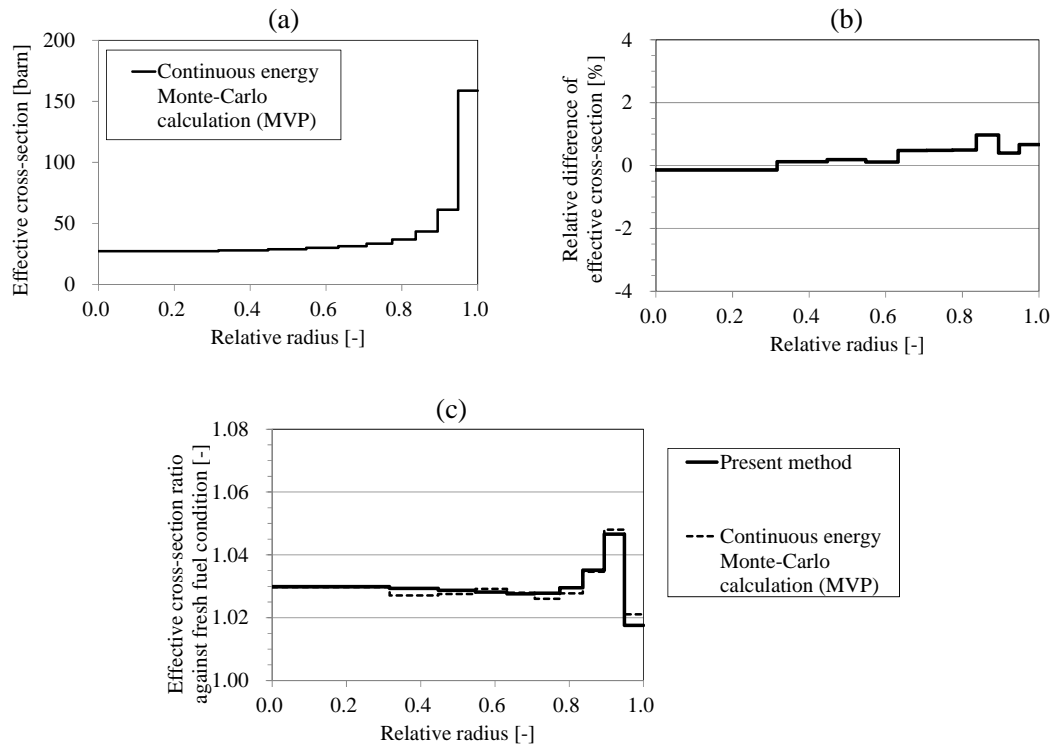 (a)
Effective cross-section [barn]
200
150
100
50
0
Continuous energy
Monte-Carlo
calculation (MVP)
0.0 0.2 0.4 0.6 0.8 1.0
Relative radius [-]
(b)
Relative difference of
effective cross-section [%]
4
2
0
-2
-4
0.0 0.2 0.4 0.6 0.8 1.0
Relative radius [-]
(c)
Effective cross-section ratio
against fresh fuel condition [-]
1.08
1.06
1.04
1.02
1.00
0.0 0.2 0.4 0.6 0.8 1.0
Relative radius [-]
Present method
Continuous energy
Monte-Carlo
calculation (MVP)